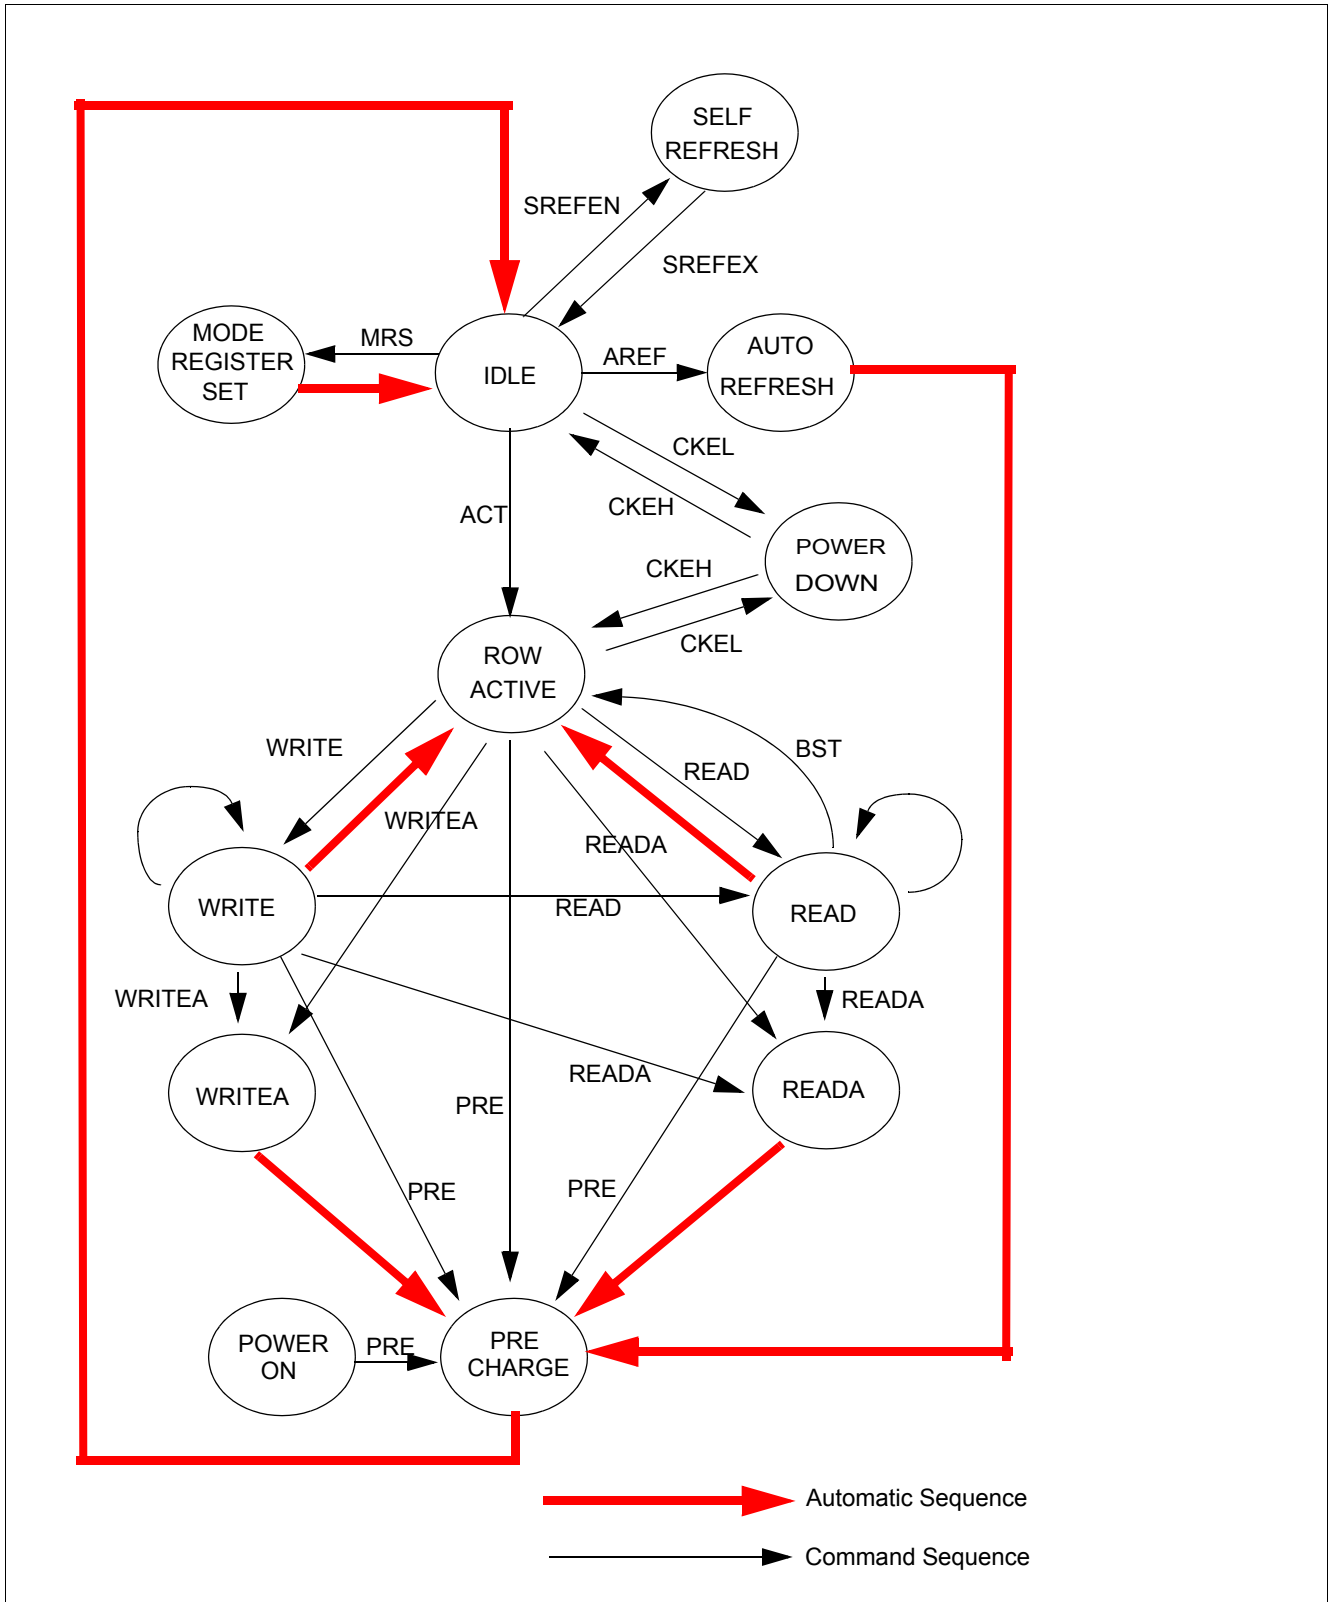 SELF
REFRESH
SREFEN
SREFEX
MODE
REGISTER
SET
MRS
IDLE
AREF
AUTO
REFRESH
CKEL
CKEH
ACT
POWER
DOWN
CKEH
CKEL
ROW
ACTIVE
WRITE
BST
READ
WRITEA
READA
WRITE
READ
READ
WRITEA
READA
READA
WRITEA
READA
PRE
PRE
PRE
POWER
ON
PRE
PRE
CHARGE
Automatic Sequence
Command Sequence